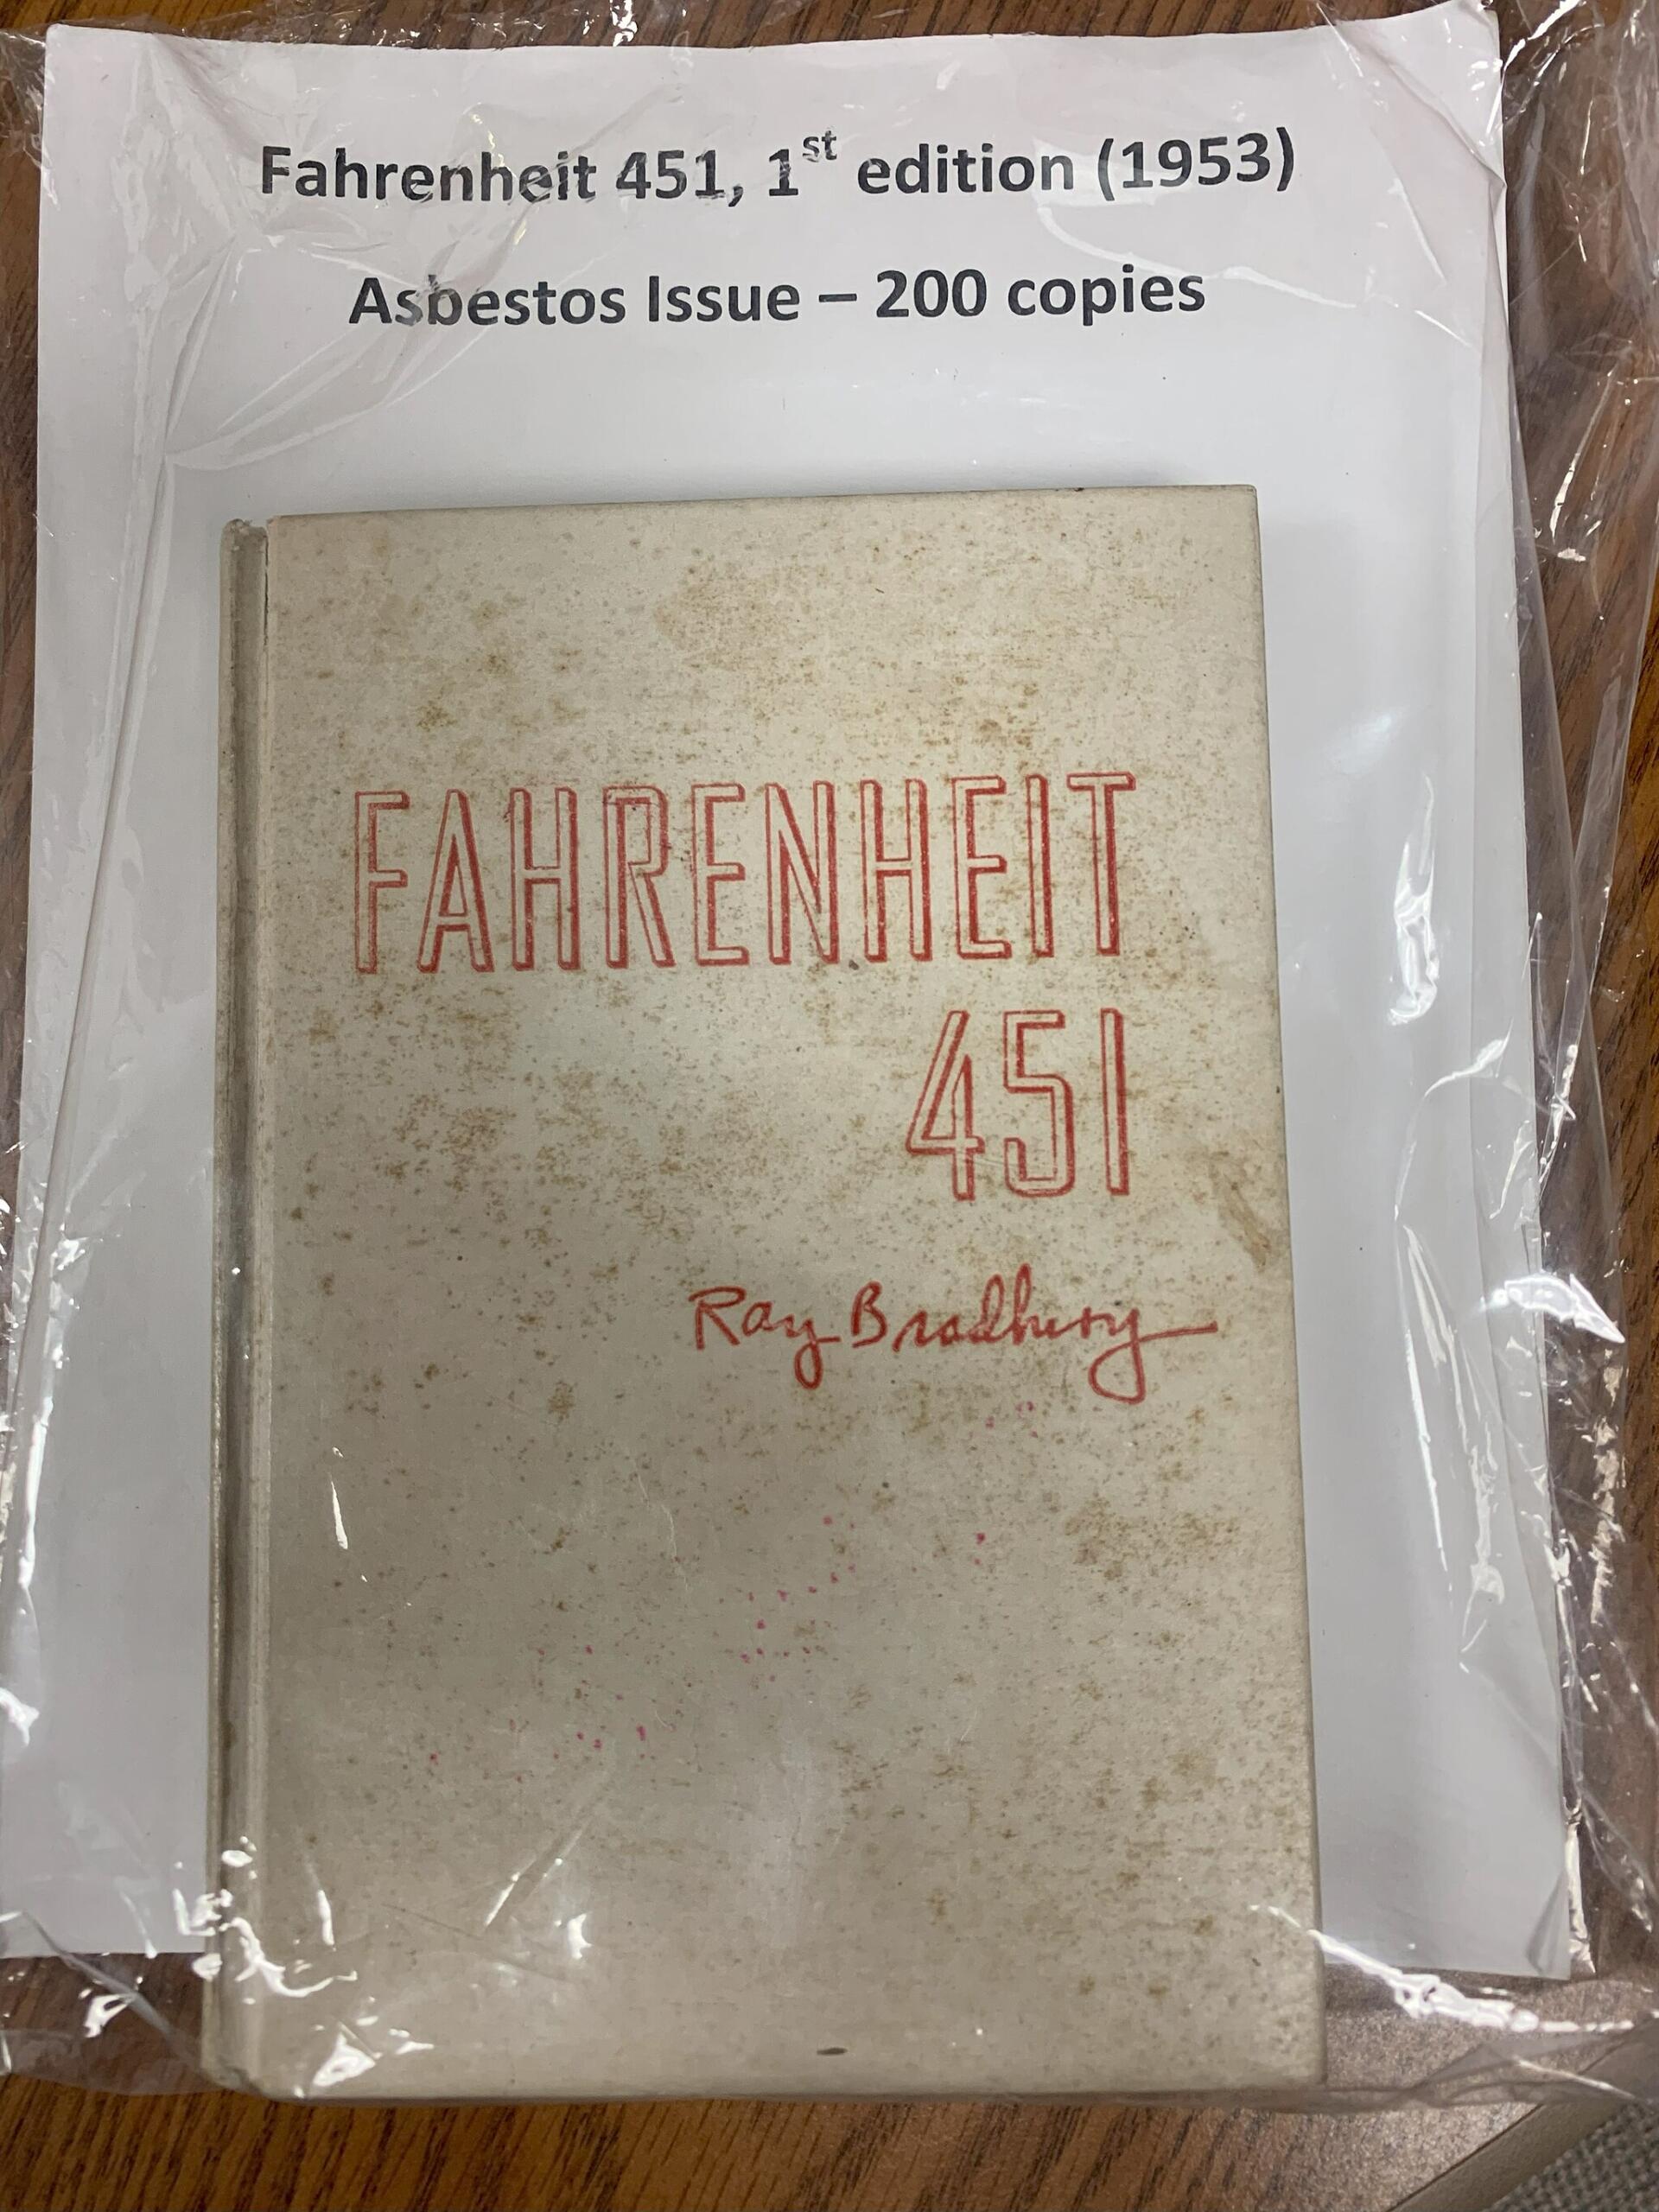 Fahrenheit 451, 1st edition (1953)
Asbestos Issue – 200 copies
FAHRENHEIT
451
Ray Bradbury